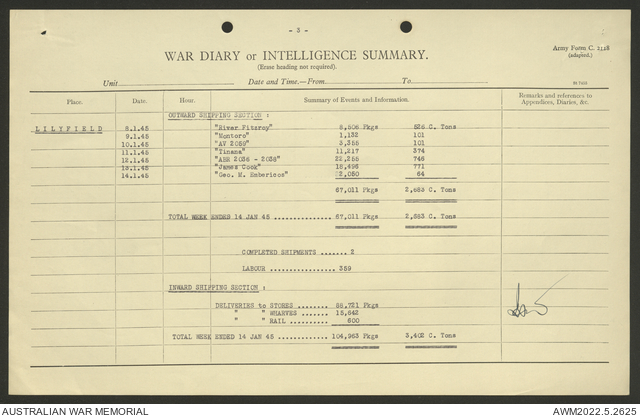 - 3 -
Army Form C. 2118
(adapted.)
WAR DIARY or INTELLIGENCE SUMMARY.
(Erase heading not required).
Unit Date and Time.—From To
Place. Date. Hour. Summary of Events and Information. Remarks and references to Appendices, Diaries, &c.
OUTWARD SHIPPING SECTION :
LILYFIELD 8.1.45 "River Fitzroy" 8,506 Pkgs 526 C. Tons
9.1.45 "Montoro" 1,132 101
10.1.45 "AV 2059" 3,355 101
11.1.45 "Tinana" 11,217 374
12.1.45 "ABR 2036 - 2038" 22,255 746
13.1.45 "James Cook" 18,496 771
14.1.45 "Geo. M. Embericos" 2,050 64
67,011 Pkgs 2,683 C. Tons
TOTAL WEEK ENDED 14 JAN 45 .............. 67,011 Pkgs 2,683 C. Tons
COMPLETED SHIPMENTS ....... 2
LABOUR ................ 359
INWARD SHIPPING SECTION :
DELIVERIES to STORES ....... 88,721 Pkgs
" " WHARVES ....... 15,642
" " RAIL ......... 600
TOTAL WEEK ENDED 14 JAN 45 ............. 104,963 Pkgs 3,402 C. Tons
AUSTRALIAN WAR MEMORIAL AWM2022.5.2625